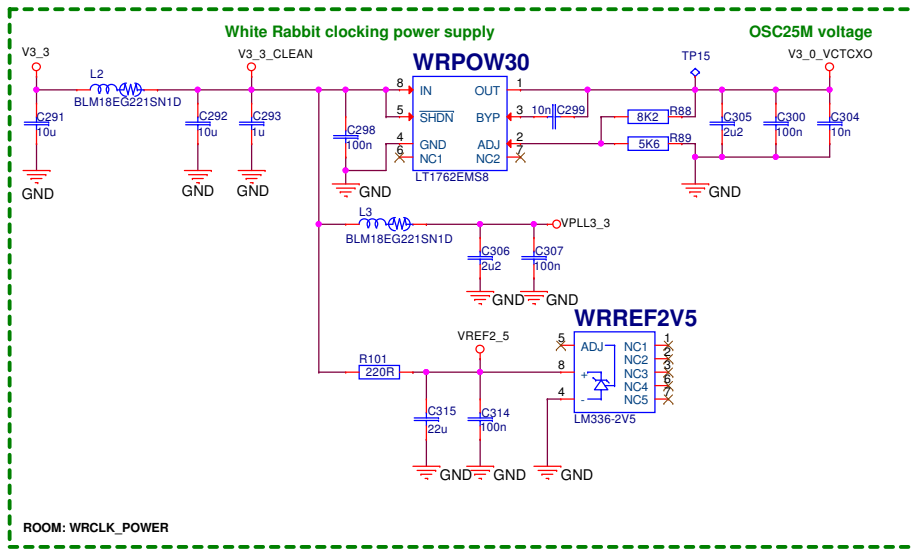 White Rabbit clocking power supply
OSC25M voltage
V3_3
V3_3_CLEAN
WRPOW30
TP15
V3_0_VCTCXO
L2
BLM18EG221SN1D
8 IN
OUT 1
5 SHDN
BYP 3
4 GND
ADJ 2
6 NC1
NC2 7
LT1762EMS8
10n C299
8K2 R88
5K6 R89
C291
10u
C292
10u
C293
1u
C298
100n
C305
2u2
C300
100n
C304
10n
GND
GND
GND
GND
GND
L3
BLM18EG221SN1D
VPLL3_3
C306
2u2
C307
100n
GND
GND
WRREF2V5
VREF2_5
5 ADJ
NC1 1
NC2 2
8 +
NC3 3
NC4 6
4 -
NC5 7
LM336-2V5
R101
220R
C315
22u
C314
100n
GND
GND
GND
ROOM: WRCLK_POWER